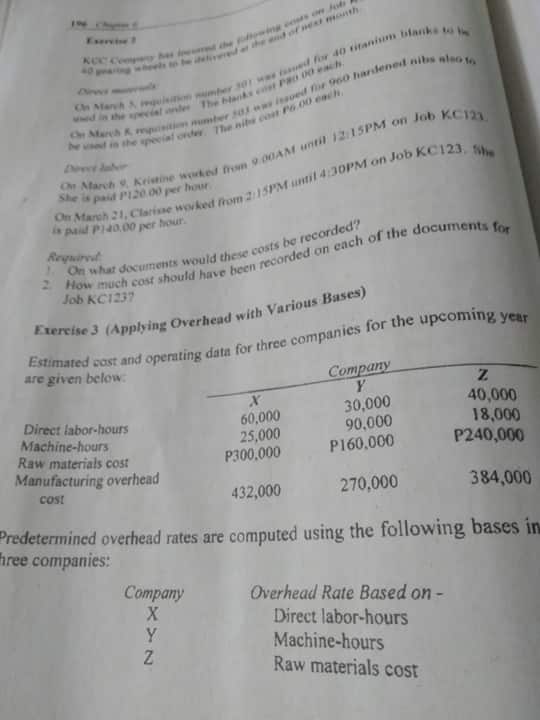 196 Chapter 6
Exercise 2
KCC Company has incurred the following costs on Job
40 gearing wheels to be delivered at the end of next month.
Direct materials
On March 5, requisition number 501 was issued for 40 titanium blanks to be
used in the special order. The blanks cost P80.00 each.
On March 8, requisition number 503 was issued for 960 hardened nibs also to
be used in the special order. The nibs cost P6.00 each.
Direct labor
On March 9, Kristine worked from 9:00AM until 12:15PM on Job KC123.
She is paid P120.00 per hour.
On March 21, Clarisse worked from 2:15PM until 4:30PM on Job KC123. She
is paid P140.00 per hour.
Required:
1. On what documents would these costs be recorded?
2. How much cost should have been recorded on each of the documents for
Job KC123?
Exercise 3 (Applying Overhead with Various Bases)
Estimated cost and operating data for three companies for the upcoming year
are given below:
Company
X Y Z
Direct labor-hours 60,000 30,000 40,000
Machine-hours 25,000 90,000 18,000
Raw materials cost P300,000 P160,000 P240,000
Manufacturing overhead
cost 432,000 270,000 384,000
Predetermined overhead rates are computed using the following bases in
hree companies:
Company Overhead Rate Based on -
X Direct labor-hours
Y Machine-hours
Z Raw materials cost